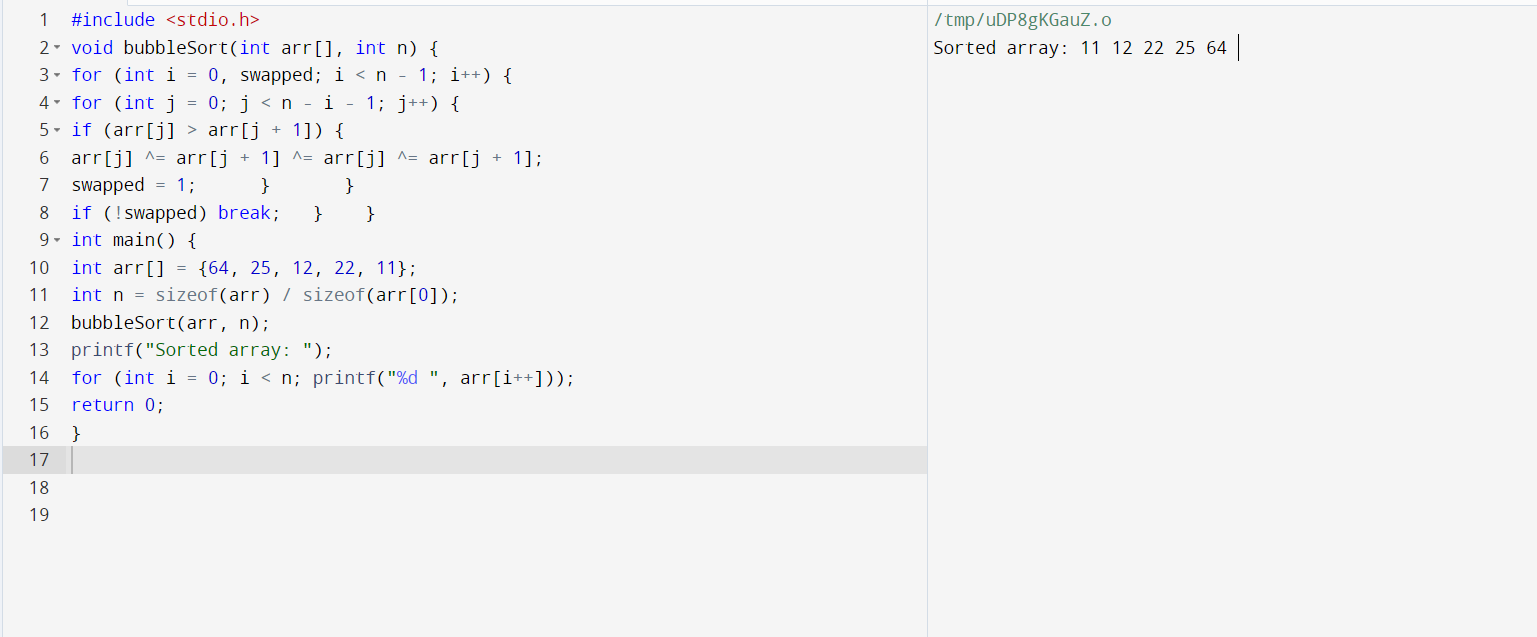 1 #include <stdio.h>
2 void bubbleSort(int arr[], int n) {
3 for (int i = 0, swapped; i < n - 1; i++) {
4 for (int j = 0; j < n - i - 1; j++) {
5 if (arr[j] > arr[j + 1]) {
6 arr[j] ^= arr[j + 1] ^= arr[j] ^= arr[j + 1];
7 swapped = 1;      }       }
8 if (!swapped) break;   }    }
9 int main() {
10 int arr[] = {64, 25, 12, 22, 11};
11 int n = sizeof(arr) / sizeof(arr[0]);
12 bubbleSort(arr, n);
13 printf("Sorted array: ");
14 for (int i = 0; i < n; printf("%d ", arr[i++]));
15 return 0;
16 }
17
18
19
/tmp/uDP8gKGauZ.o
Sorted array: 11 12 22 25 64